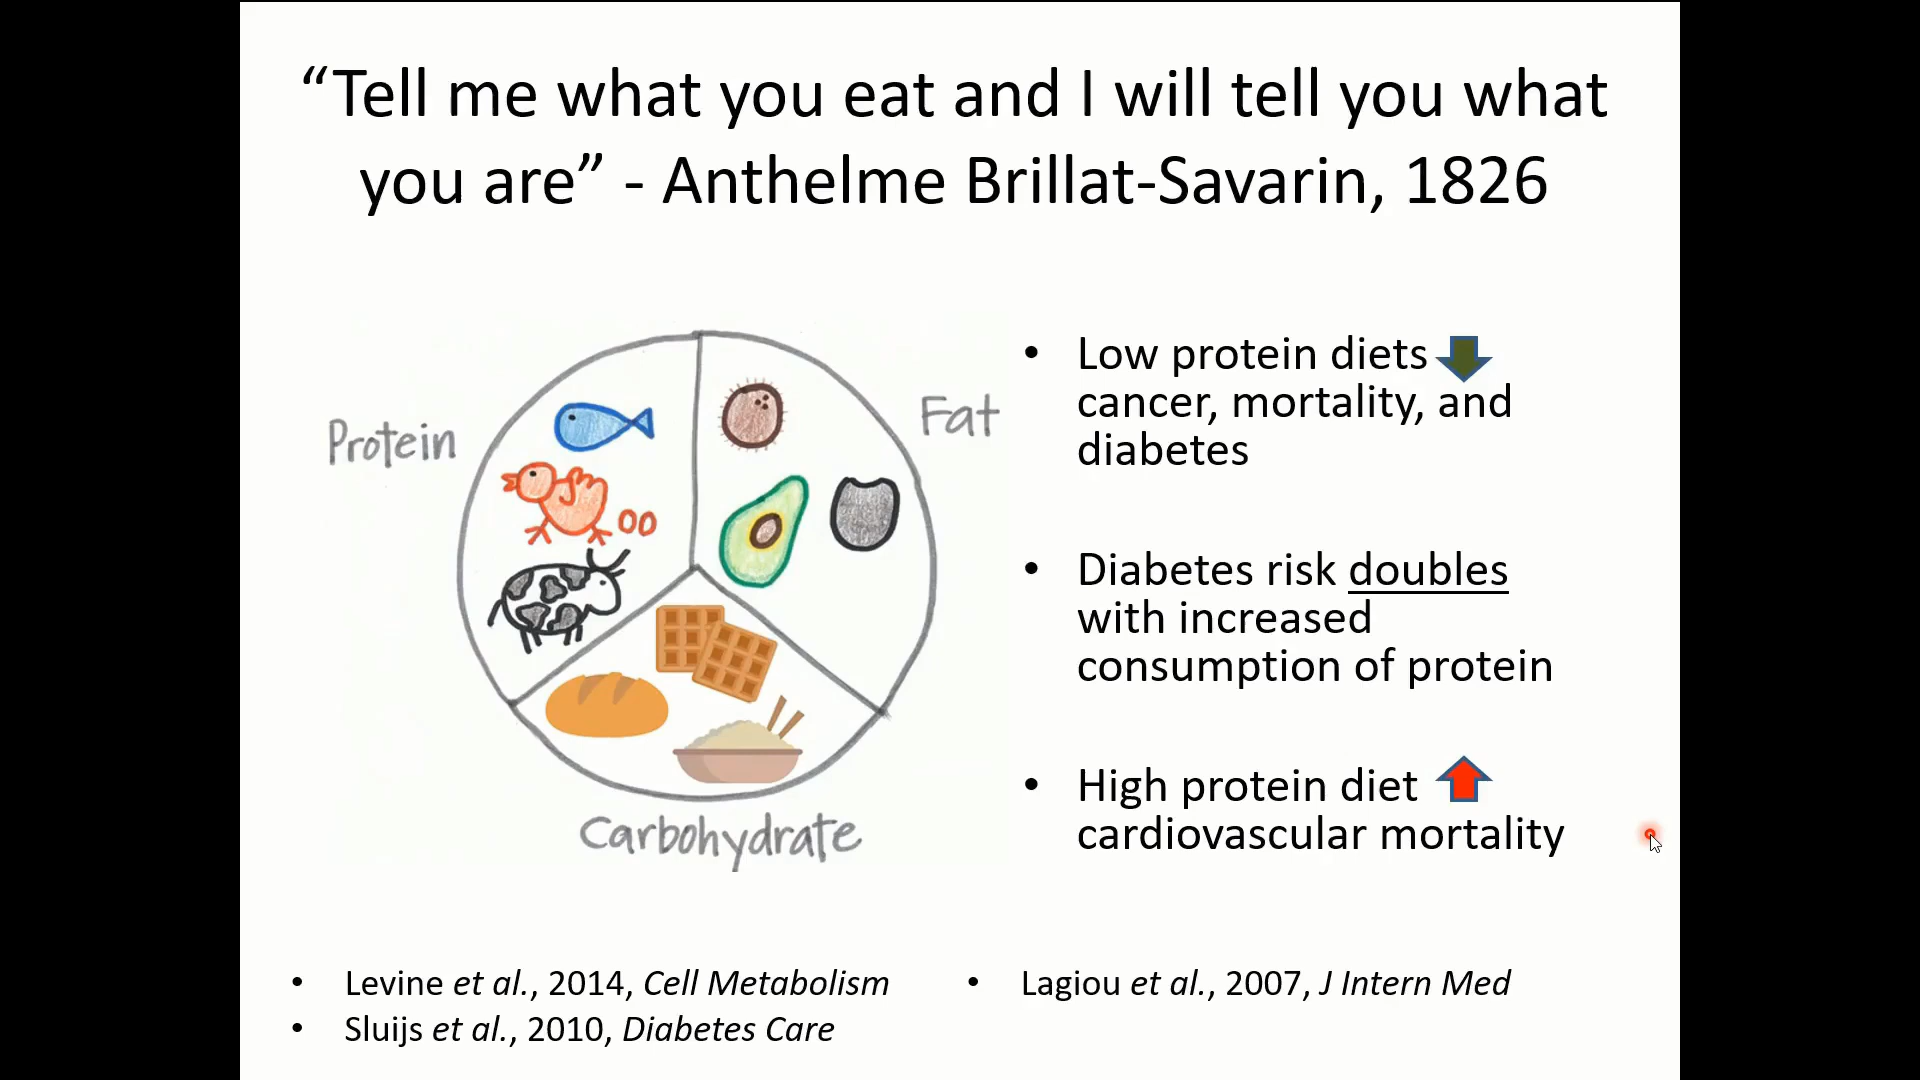 “Tell me what you eat and I will tell you what
you are” - Anthelme Brillat-Savarin, 1826
Protein
Fat
Carbohydrate
• Low protein diets
cancer, mortality, and
diabetes
• Diabetes risk doubles
with increased
consumption of protein
• High protein diet
cardiovascular mortality
• Levine et al., 2014, Cell Metabolism
• Sluijs et al., 2010, Diabetes Care
• Lagiou et al., 2007, J Intern Med